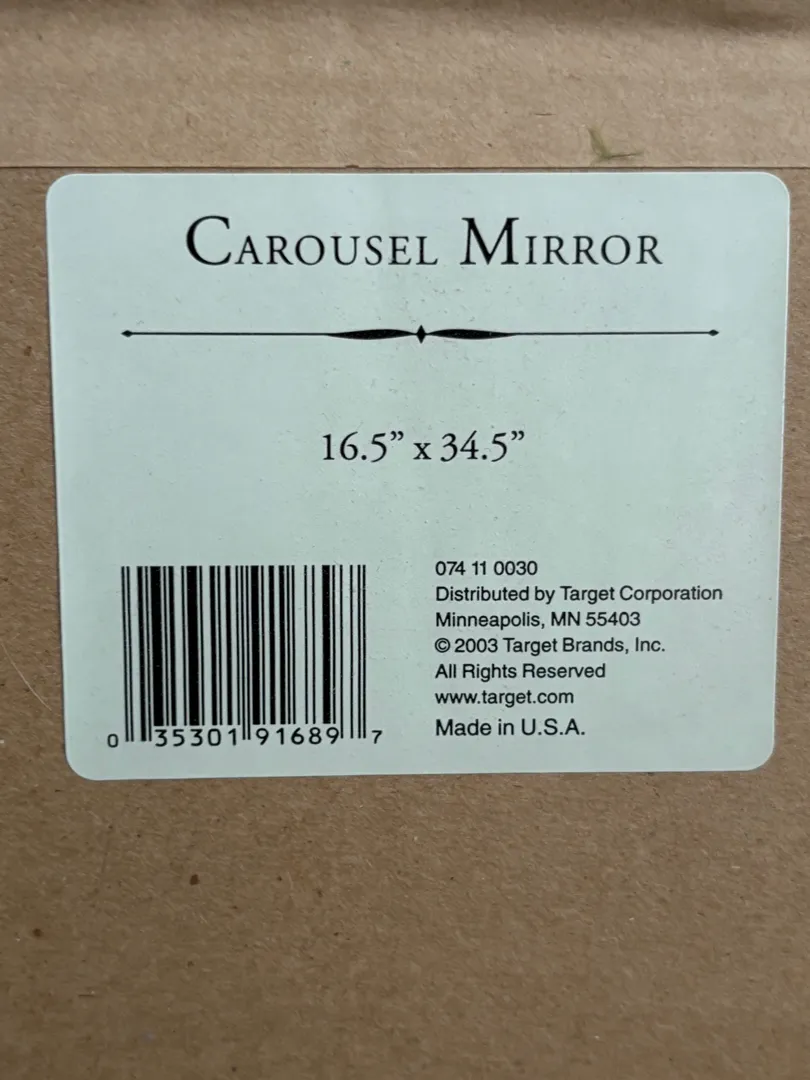 CAROUSEL MIRROR
16.5” x 34.5”
074 11 0030
Distributed by Target Corporation
Minneapolis, MN 55403
© 2003 Target Brands, Inc.
All Rights Reserved
www.target.com
Made in U.S.A.
0 35301 91689 7